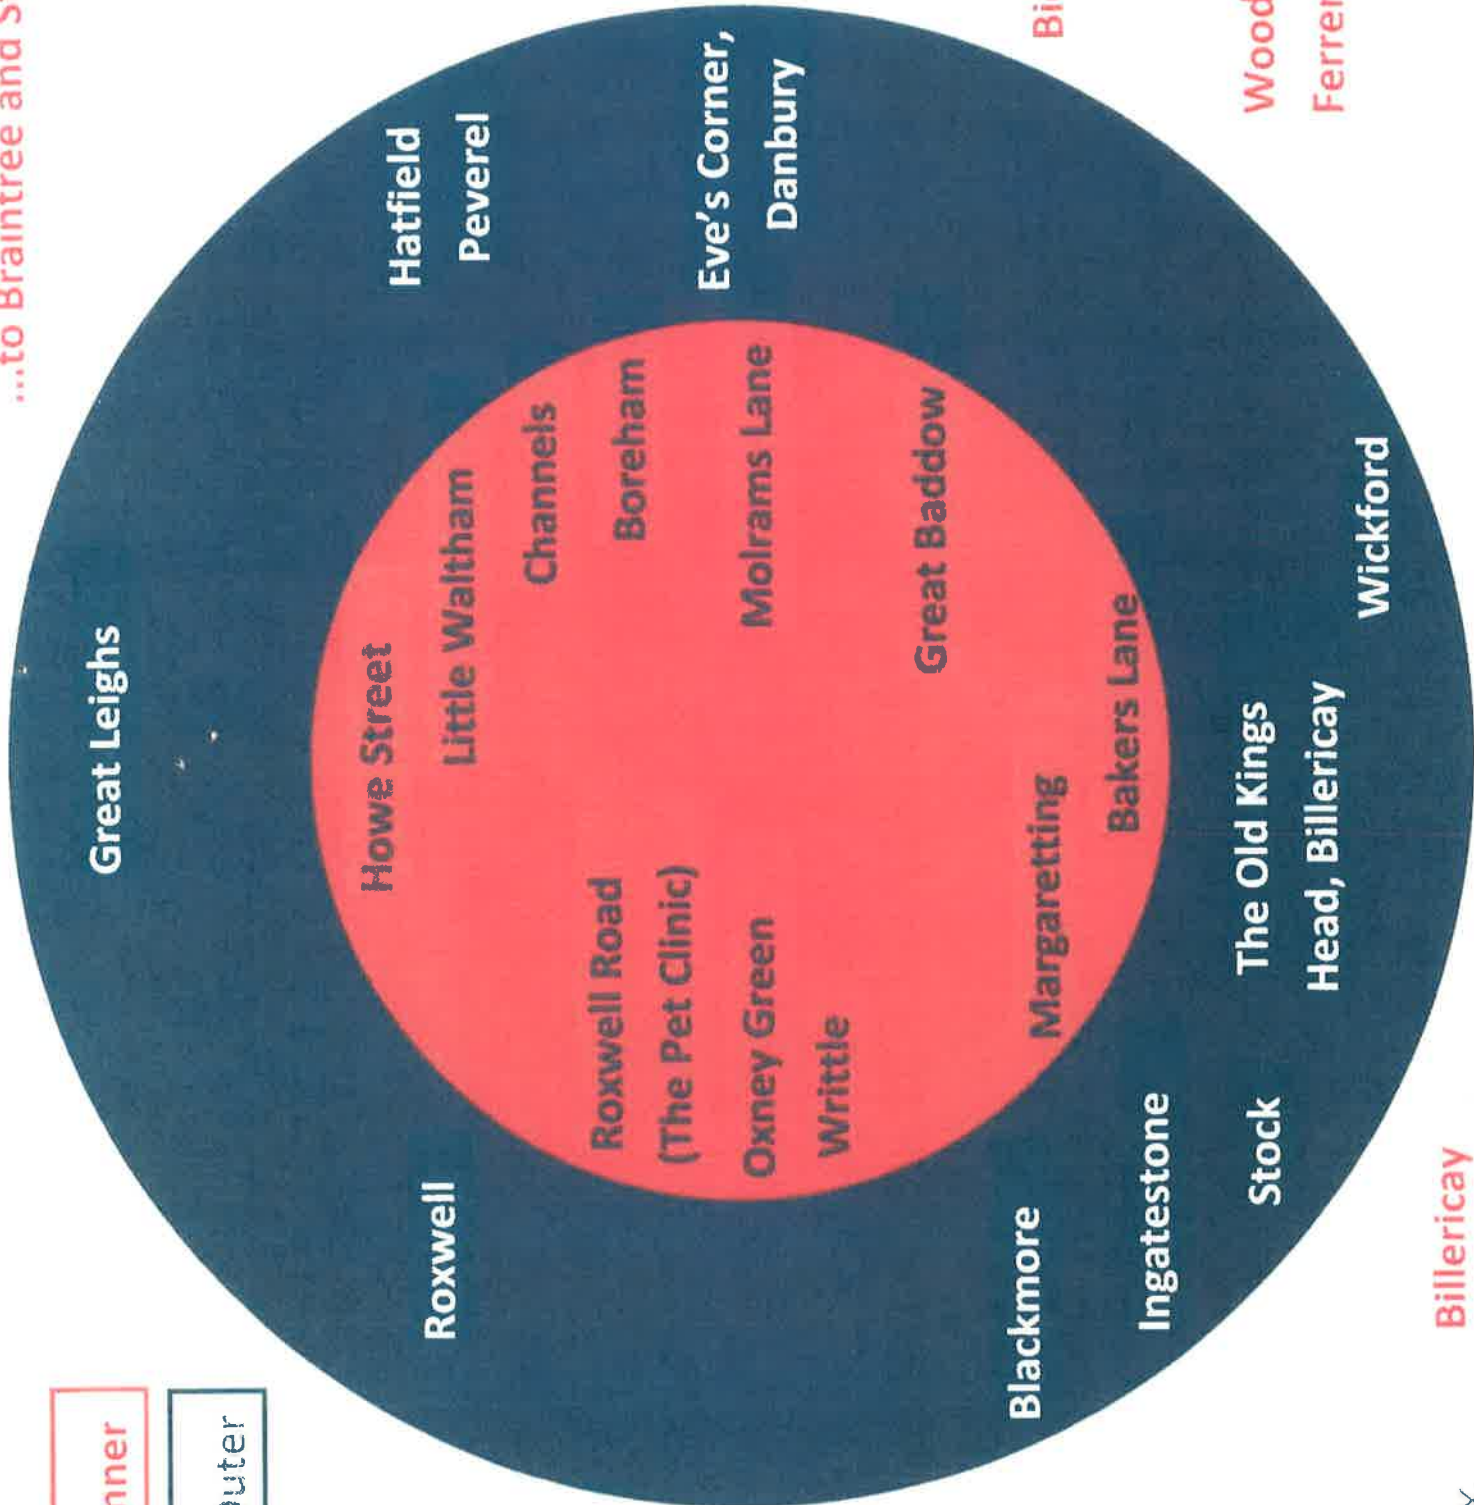 ...to Braintree and
Great Leighs
Howe Street
Hatfield
Peverel
Roxwell
Little Waltham
Channels
Roxwell Road
(The Pet Clinic)
Boreham
Eve's Corner,
Danbury
Oxney Green
Molrams Lane
Writtle
Great Baddow
Blackmore
Margaretting
Bakers Lane
Ingatestone
The Old Kings
Head, Billericay
Stock
Wickford
Billericay